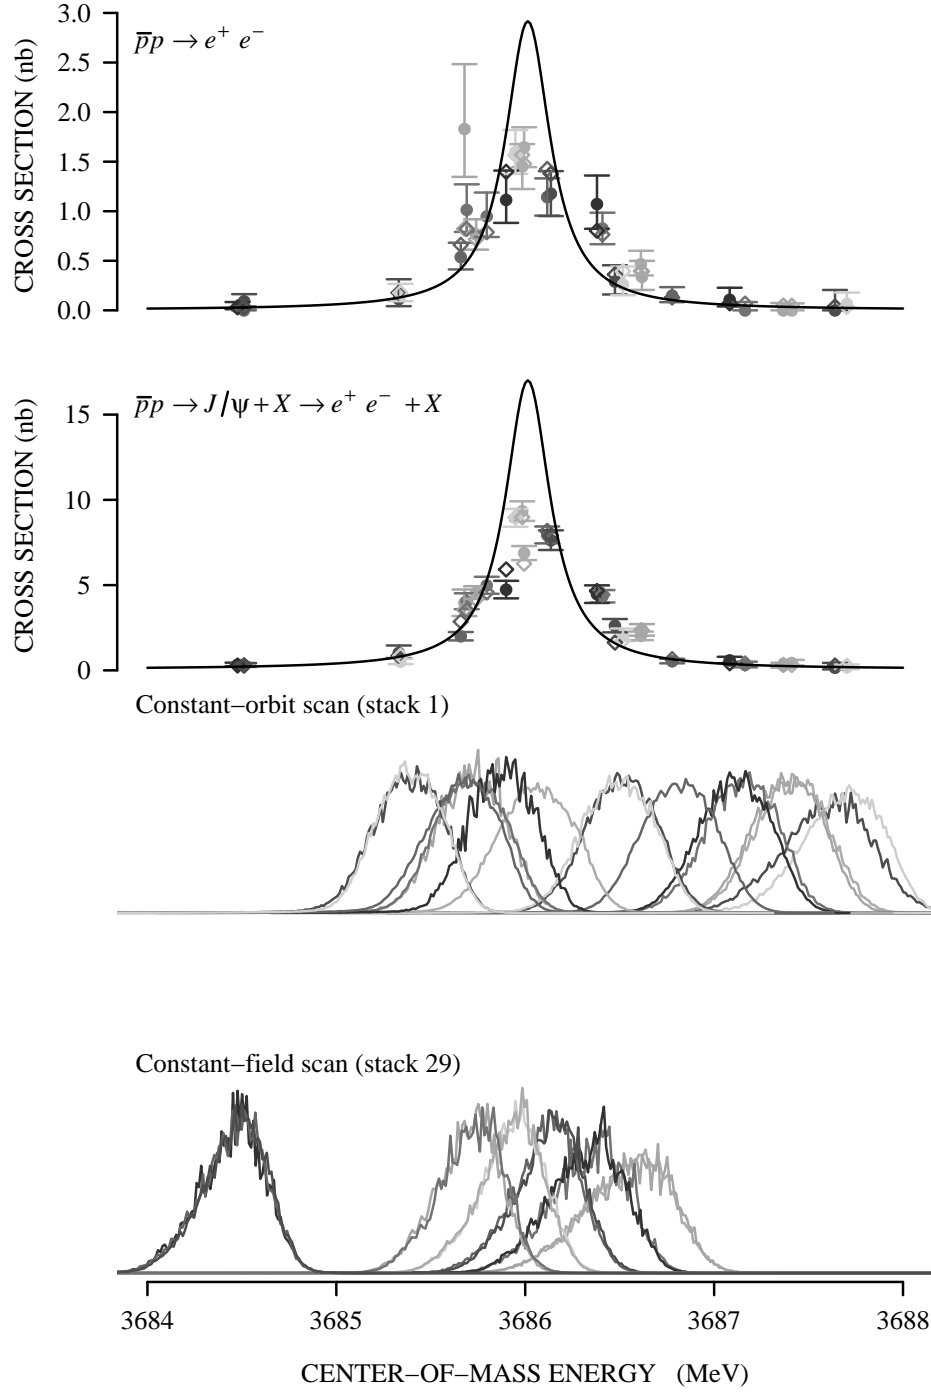 3.0
2.5
2.0
1.5
1.0
0.5
0.0
CROSS SECTION (nb)
p̅p → e⁺ e⁻
15
10
5
0
CROSS SECTION (nb)
p̅p → J/ψ + X → e⁺ e⁻ + X
Constant−orbit scan (stack 1)
Constant−field scan (stack 29)
3684 3685 3686 3687 3688
CENTER−OF−MASS ENERGY (MeV)